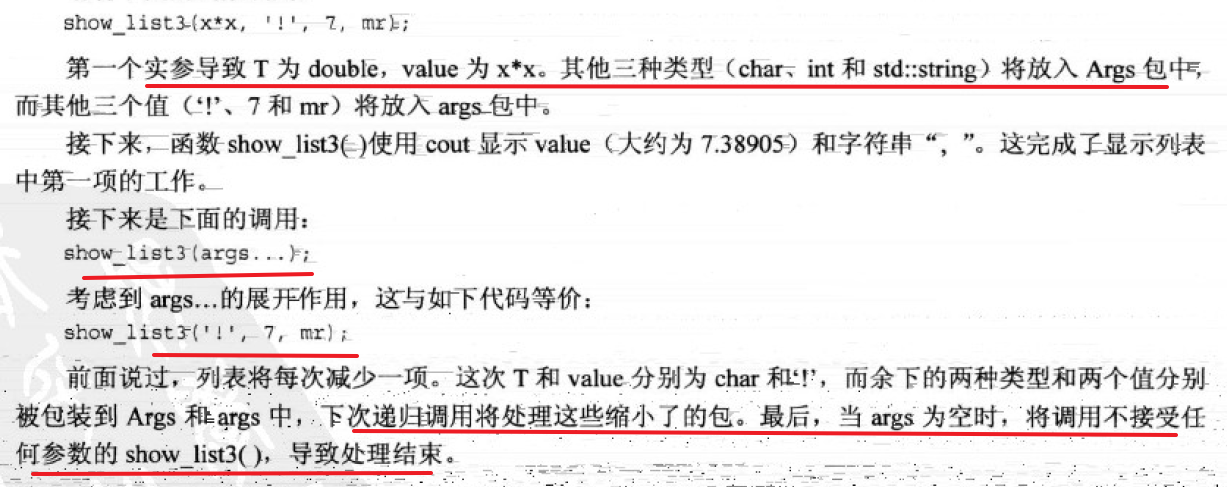 show_list3(x*x, '!', 7, mr);
第一个实参导致 T 为 double，value 为 x*x。其他三种类型（char、int 和 std::string）将放入 Args 包中，
而其他三个值（‘!’、7 和 mr）将放入 args 包中。
接下来，函数 show_list3( )使用 cout 显示 value（大约为 7.38905）和字符串“，”。这完成了显示列表
中第一项的工作。
接下来是下面的调用：
show_list3(args...);
考虑到 args…的展开作用，这与如下代码等价：
show_list3('!', 7, mr);
前面说过，列表将每次减少一项。这次 T 和 value 分别为 char 和‘!’，而余下的两种类型和两个值分别
被包装到 Args 和 args 中，下次递归调用将处理这些缩小了的包。最后，当 args 为空时，将调用不接受任
何参数的 show_list3( )，导致处理结束。